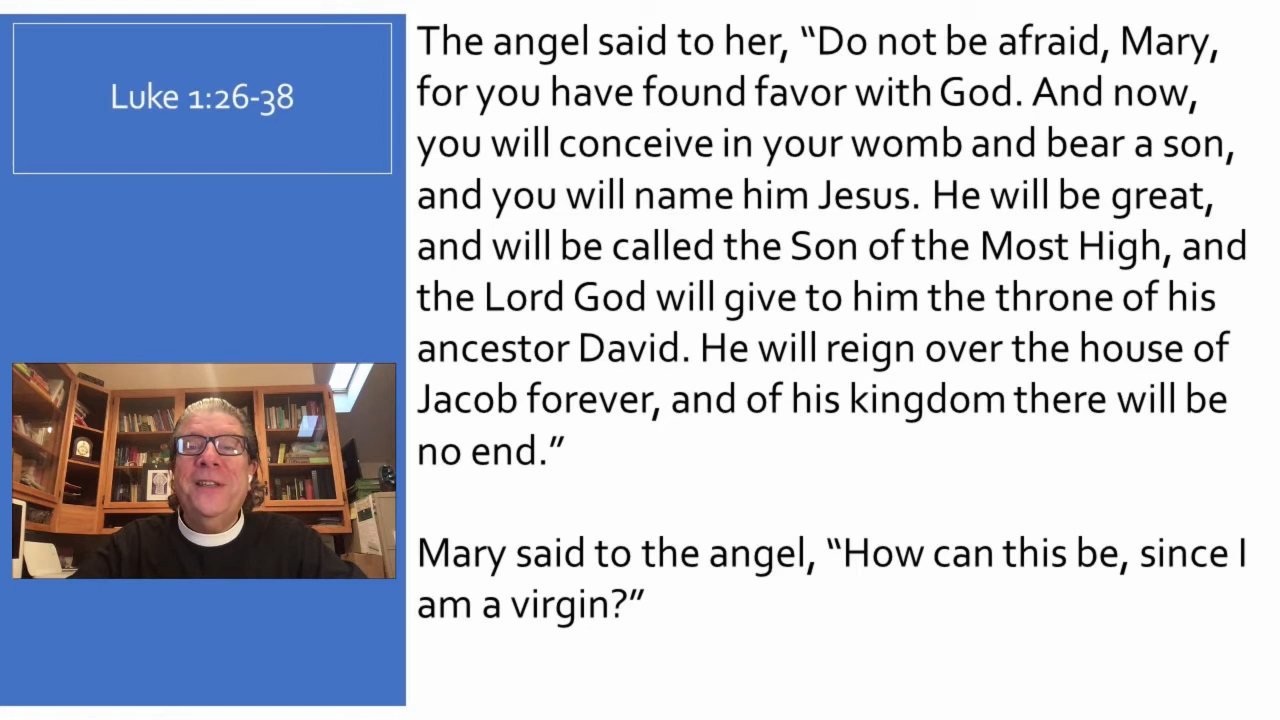 Luke 1:26-38
The angel said to her, “Do not be afraid, Mary,
for you have found favor with God. And now,
you will conceive in your womb and bear a son,
and you will name him Jesus. He will be great,
and will be called the Son of the Most High, and
the Lord God will give to him the throne of his
ancestor David. He will reign over the house of
Jacob forever, and of his kingdom there will be
no end.”
Mary said to the angel, “How can this be, since I
am a virgin?”